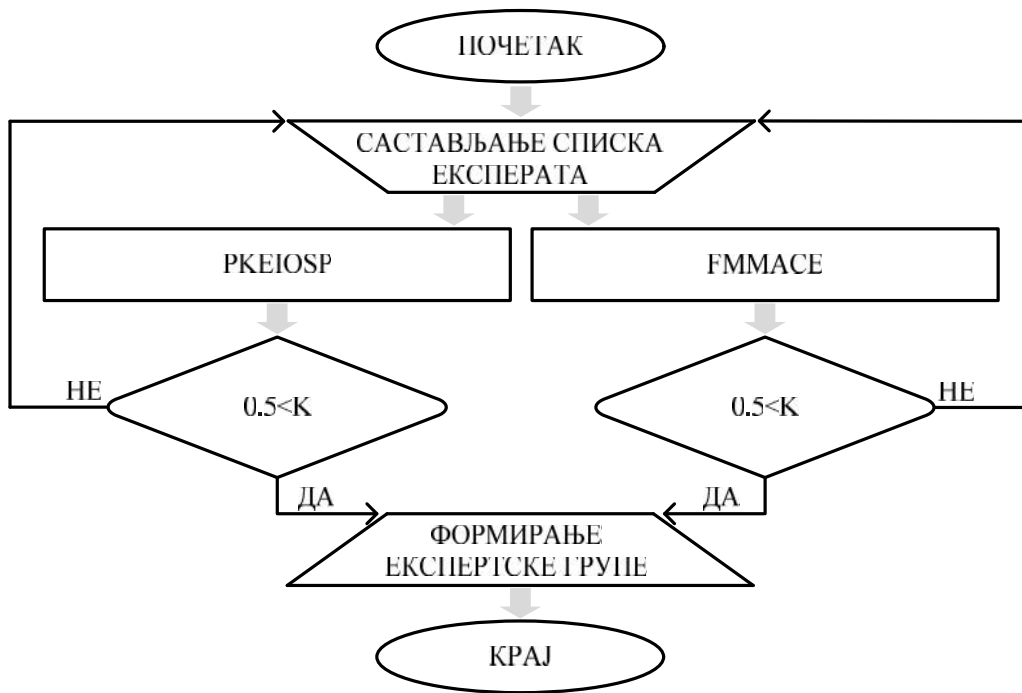 ПОЧЕТАК
САСТАВЉАЊЕ СПИСКА
ЕКСПЕРАТА
PKEIOSP
FMMACE
НЕ
0.5<K
0.5<K
НЕ
ДА
ДА
ФОРМИРАЊЕ
ЕКСПЕРТСКЕ ГРУПЕ
КРАЈ